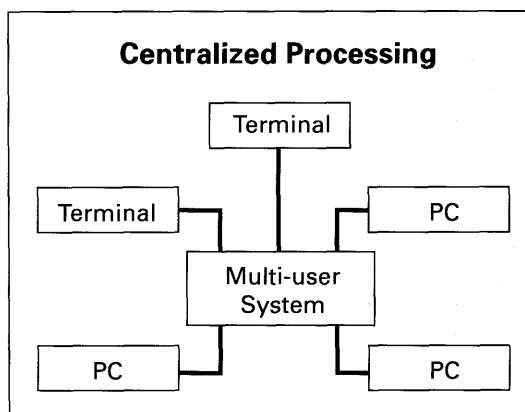 Centralized Processing
Terminal
Terminal
PC
Multi-user
System
PC
PC